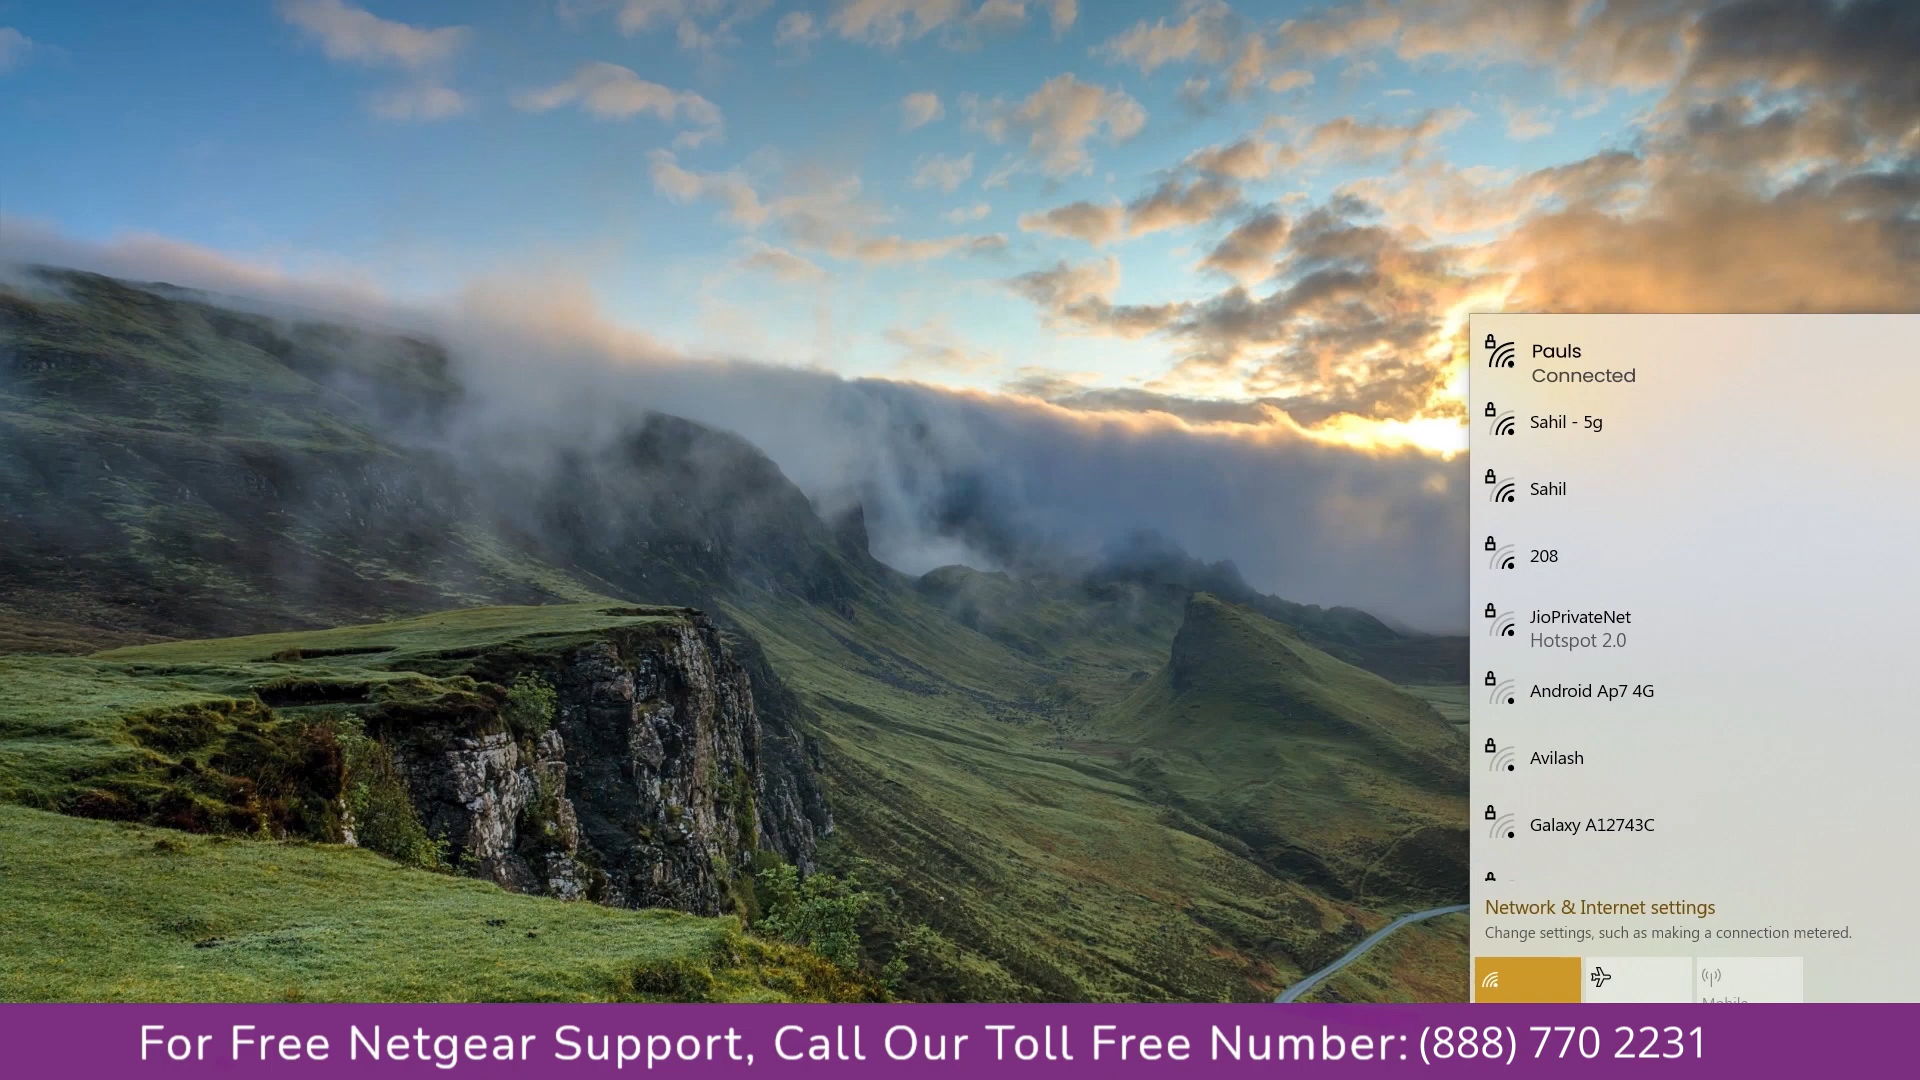 Pauls
Connected
Sahil - 5g
Sahil
208
JioPrivateNet
Hotspot 2.0
Android Ap7 4G
Avilash
Galaxy A12743C
Network & Internet settings
Change settings, such as making a connection metered.
Mobile
For Free Netgear Support, Call Our Toll Free Number: (888) 770 2231